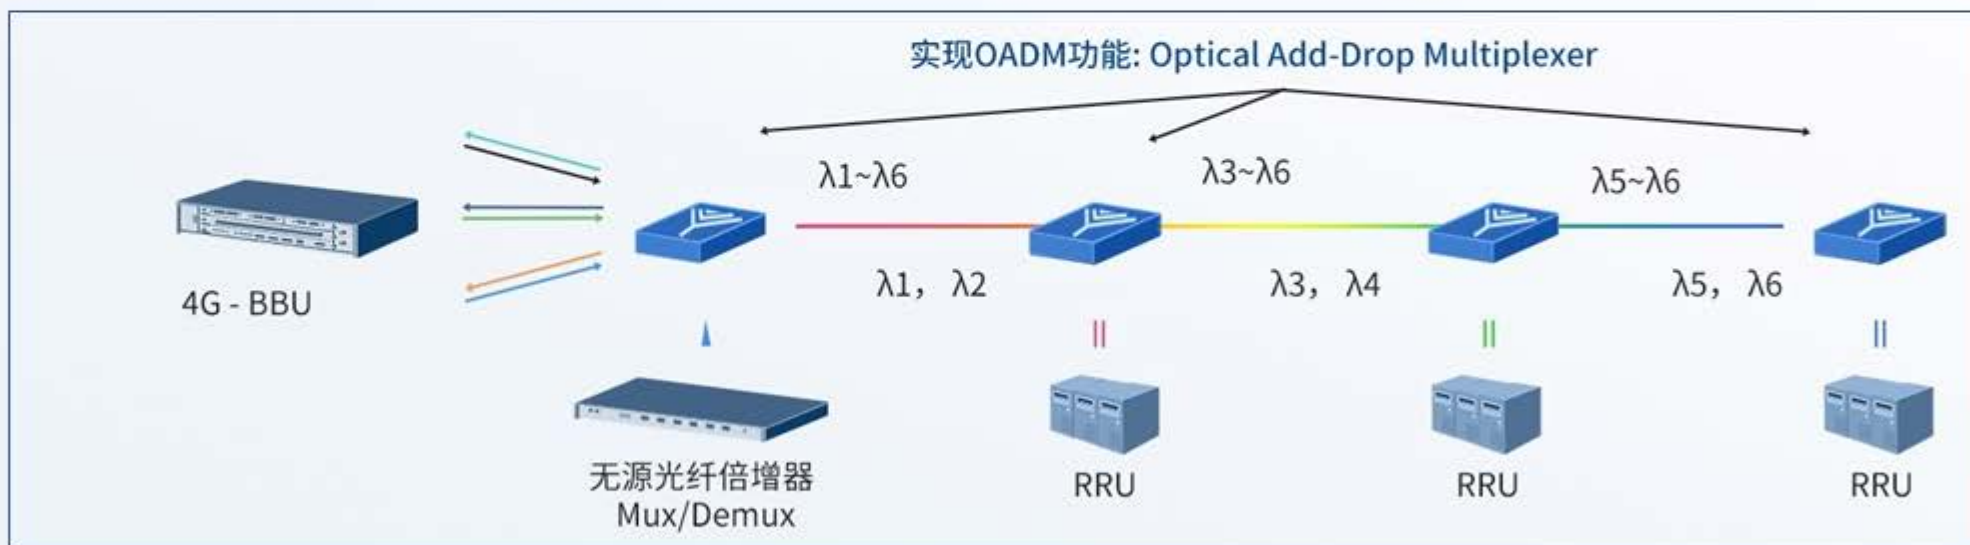 实现OADM功能: Optical Add-Drop Multiplexer
λ1~λ6
λ3~λ6
λ5~λ6
λ1， λ2
λ3， λ4
λ5， λ6
4G - BBU
无源光纤倍增器
Mux/Demux
RRU
RRU
RRU